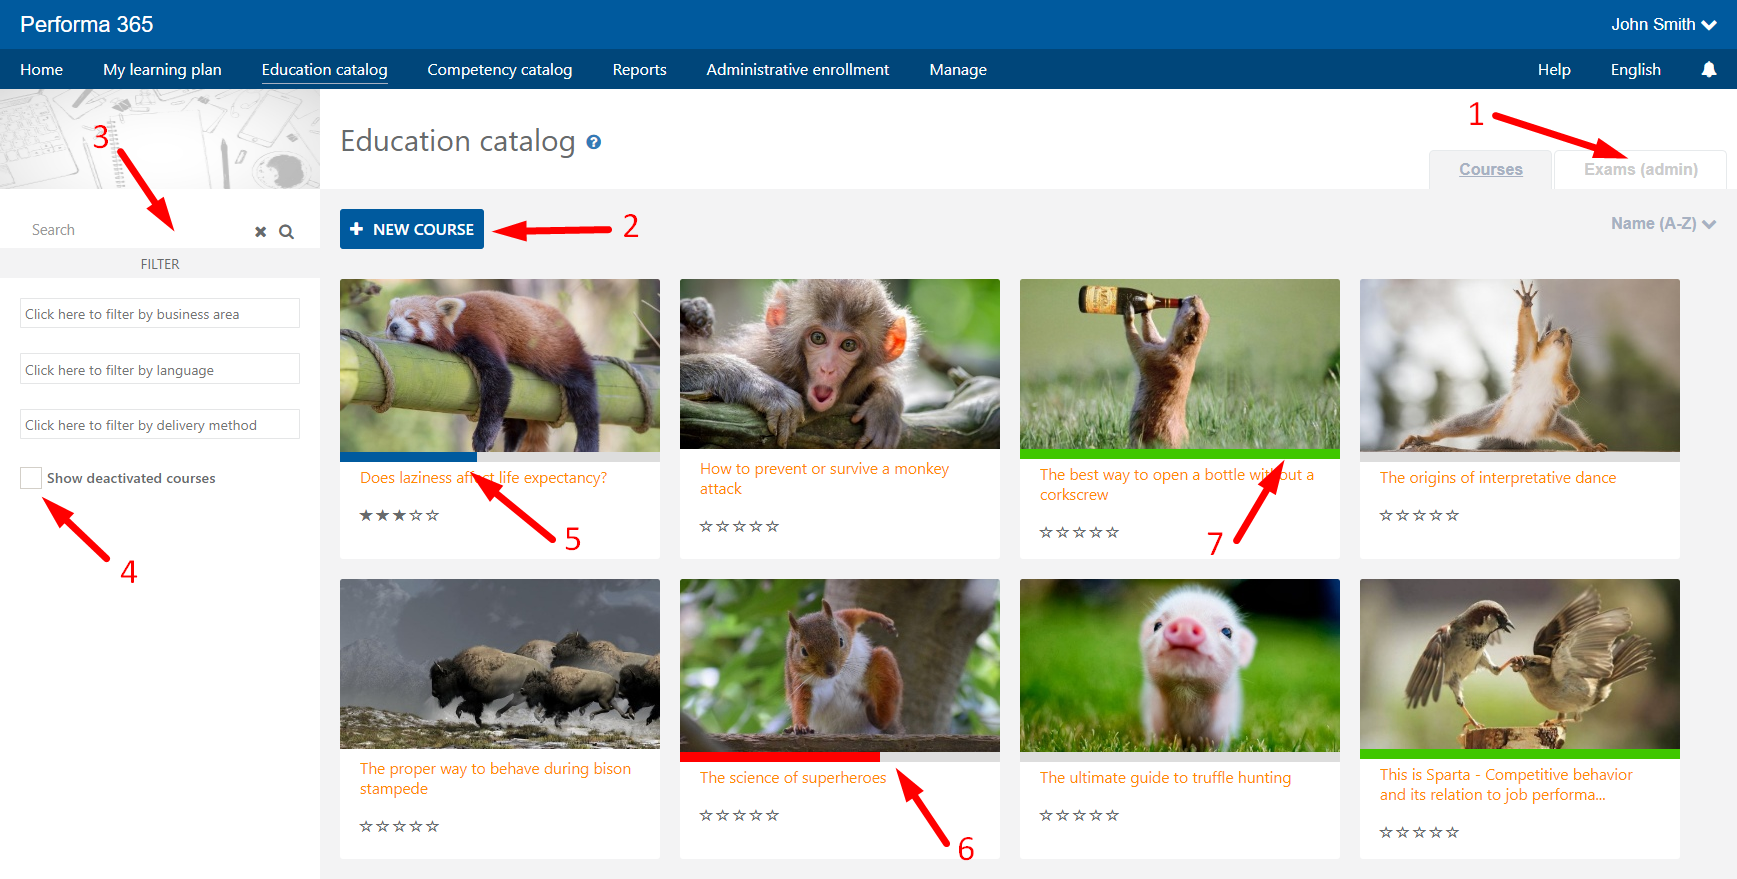 Performa 365
John Smith
Home My learning plan Education catalog Competency catalog Reports Administrative enrollment Manage Help English
3
1
Education catalog ?
Courses Exams (admin)
Search
2
+ NEW COURSE
Name (A-Z)
FILTER
Click here to filter by business area
Click here to filter by language
Click here to filter by delivery method
Show deactivated courses
4
Does laziness affect life expectancy?
5
How to prevent or survive a monkey
attack
The best way to open a bottle without a
corkscrew
7
The origins of interpretative dance
The proper way to behave during bison
stampede
The science of superheroes
6
The ultimate guide to truffle hunting
This is Sparta - Competitive behavior
and its relation to job performa...